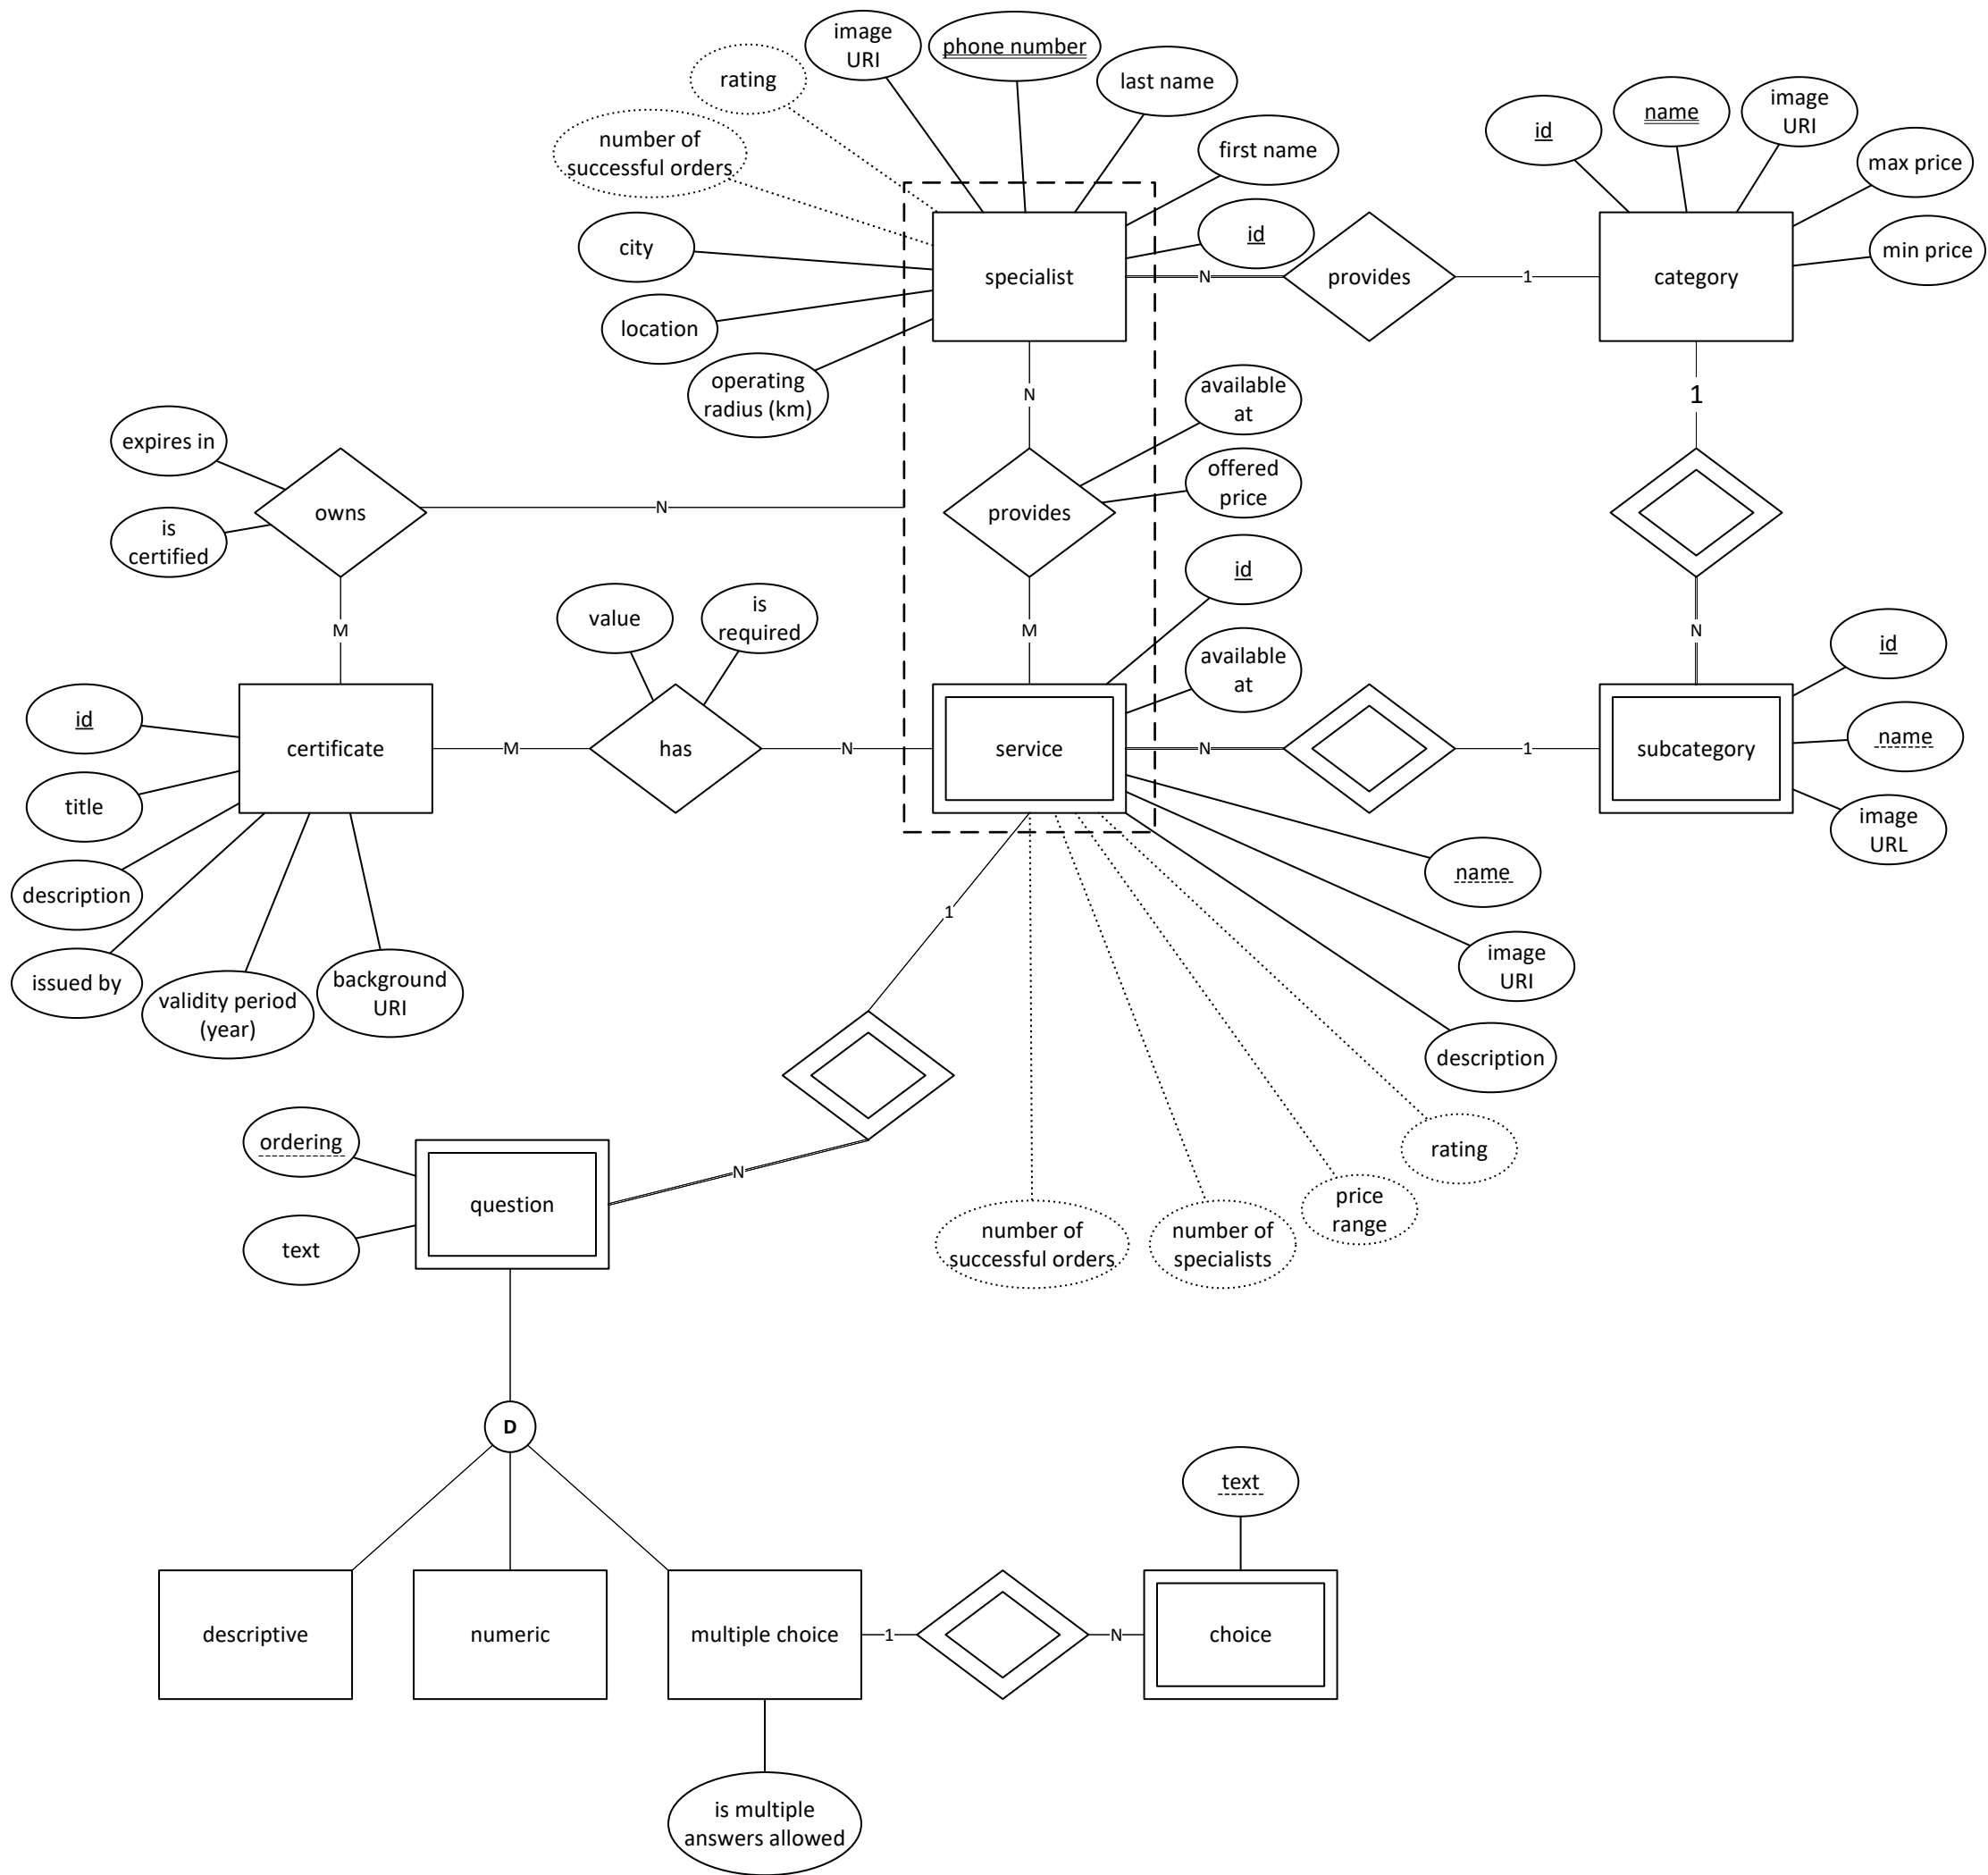 image
URI
phone number
rating
last name
number of
successful orders
first name
id
name
image
URI
max price
min price
city
id
location
operating
radius (km)
specialist
N
provides
1
category
N
available
at
1
offered
price
expires in
is
certified
owns
N
provides
id
M
value
is
required
M
available
at
N
id
name
image
URL
id
title
description
issued by
validity period
(year)
background
URI
certificate
M
has
N
service
N
1
subcategory
name
image
URI
description
1
rating
price
range
number of
specialists
number of
successful orders
ordering
text
question
N
D
text
descriptive
numeric
multiple choice
1
N
choice
is multiple
answers allowed